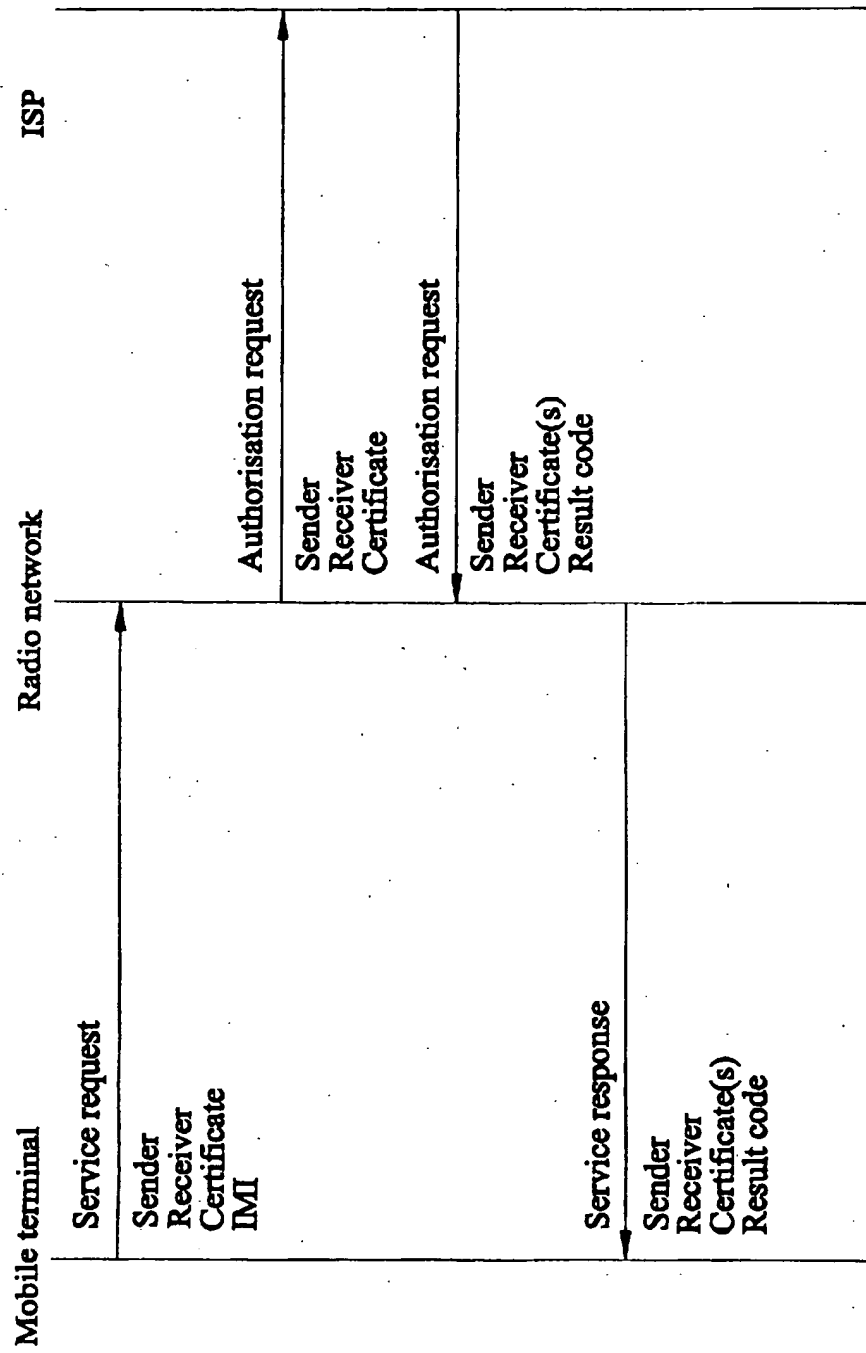 Mobile terminal
Radio network
ISP
Service request
Sender
Receiver
Certificate
IMI
Authorisation request
Sender
Receiver
Certificate
Authorisation request
Sender
Receiver
Certificate(s)
Result code
Service response
Sender
Receiver
Certificate(s)
Result code